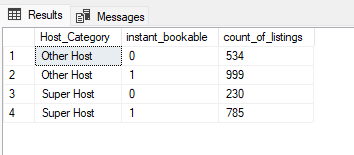 Results Messages
Host_Category instant_bookable count_of_listings
1 Other Host 0 534
2 Other Host 1 999
3 Super Host 0 230
4 Super Host 1 785